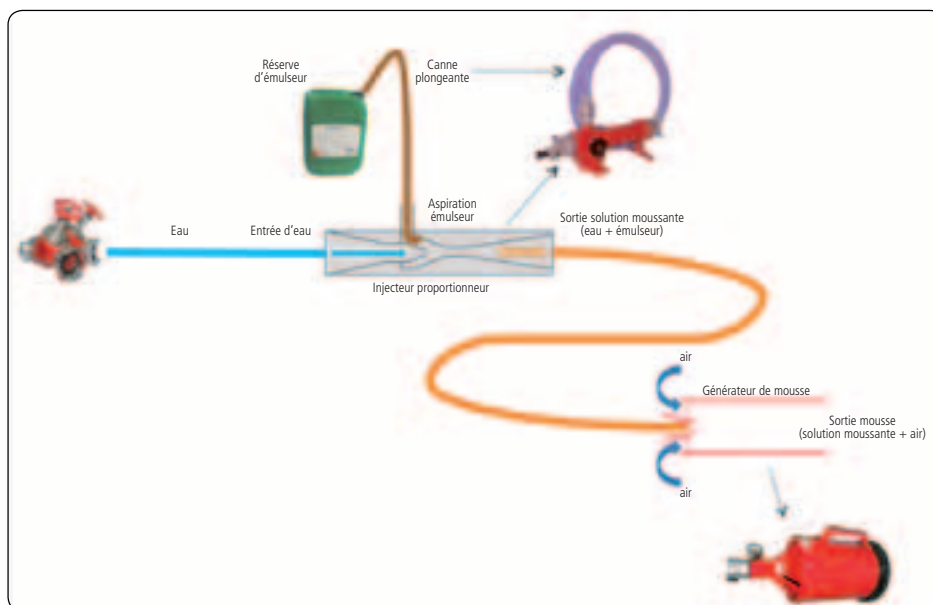 Réserve
d'émulseur
Canne
plongeante
Aspiration
émulseur
Sortie solution moussante
(eau + émulseur)
Eau
Entrée d'eau
Injecteur proportionneur
air
Générateur de mousse
Sortie mousse
(solution moussante + air)
air